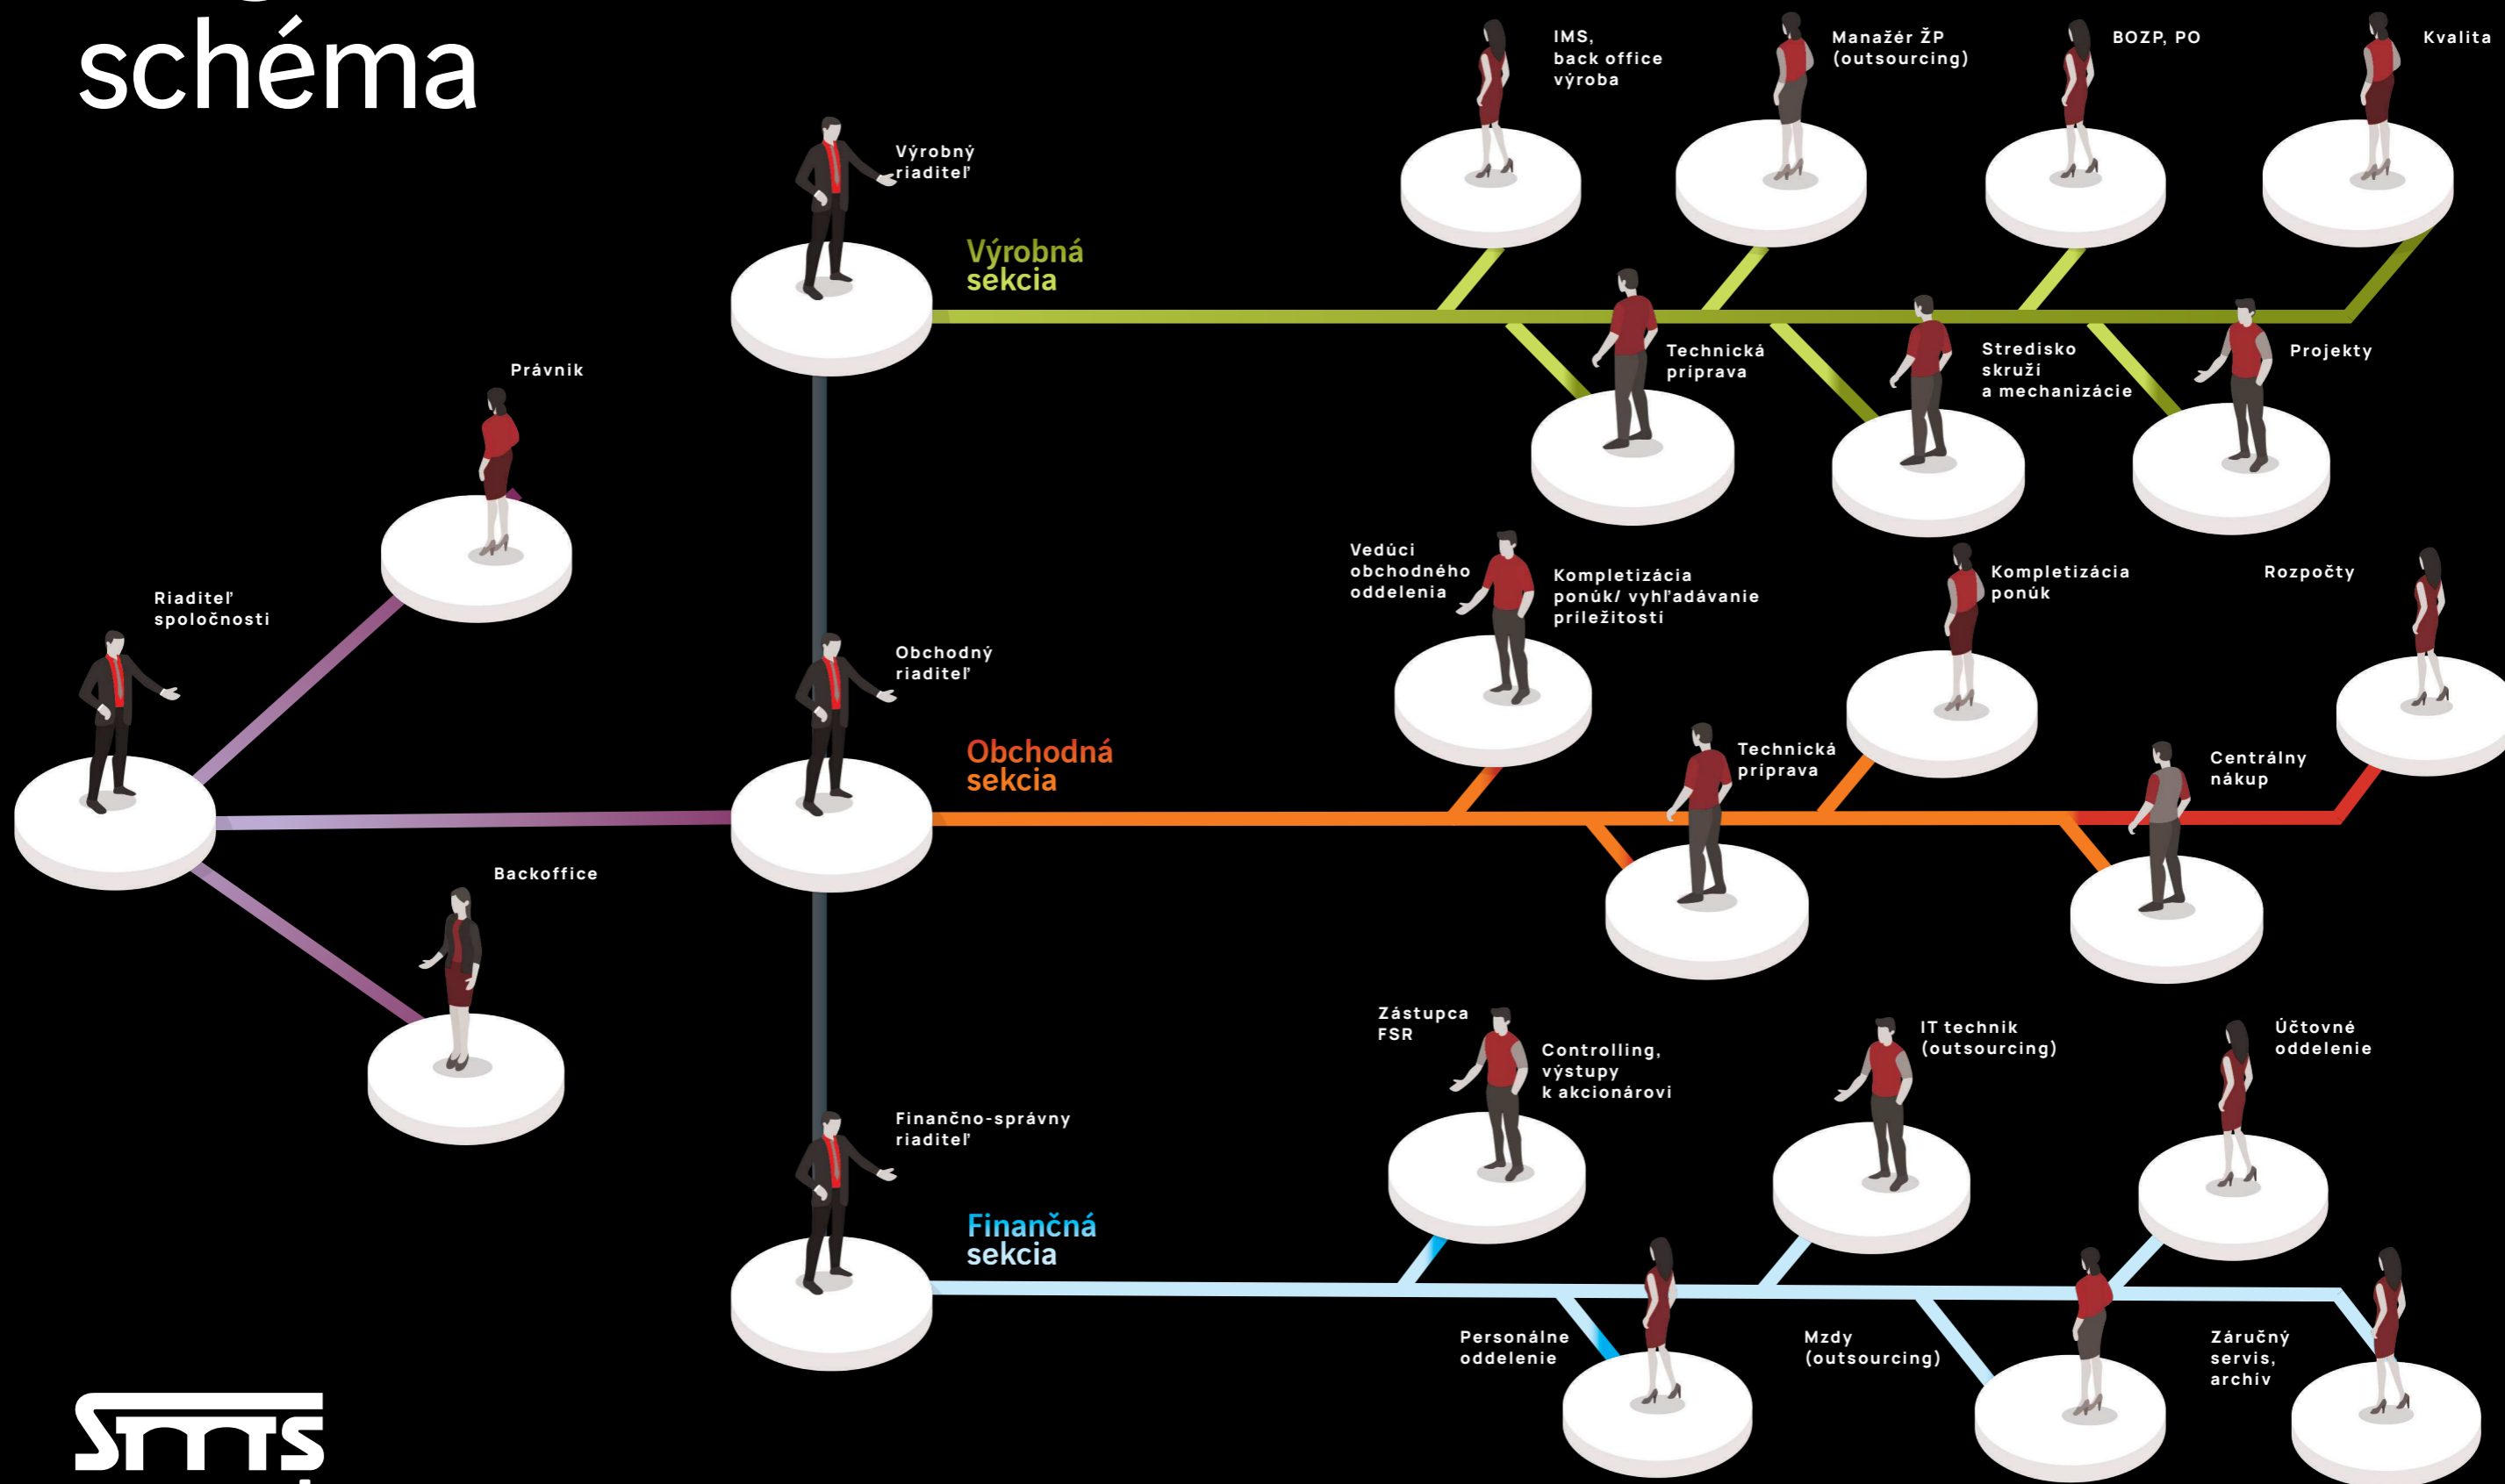 schéma
IMS,
back office
výroba
Manažér ŽP
(outsourcing)
BOZP, PO
Kvalita
Výrobný
riaditeľ
Výrobná
sekcia
Technická
príprava
Stredisko
skruží
a mechanizácie
Projekty
Právnik
Riaditeľ
spoločnosti
Vedúci
obchodného
oddelenia
Kompletizácia
ponúk/ vyhľadávanie
príležitosti
Kompletizácia
ponúk
Rozpočty
Obchodný
riaditeľ
Obchodná
sekcia
Technická
príprava
Centrálny
nákup
Backoffice
Zástupca
FSR
Controlling,
výstupy
k akcionárovi
IT technik
(outsourcing)
Účtovné
oddelenie
Finančno-správny
riaditeľ
Finančná
sekcia
Personálne
oddelenie
Mzdy
(outsourcing)
Záručný
servis,
archív